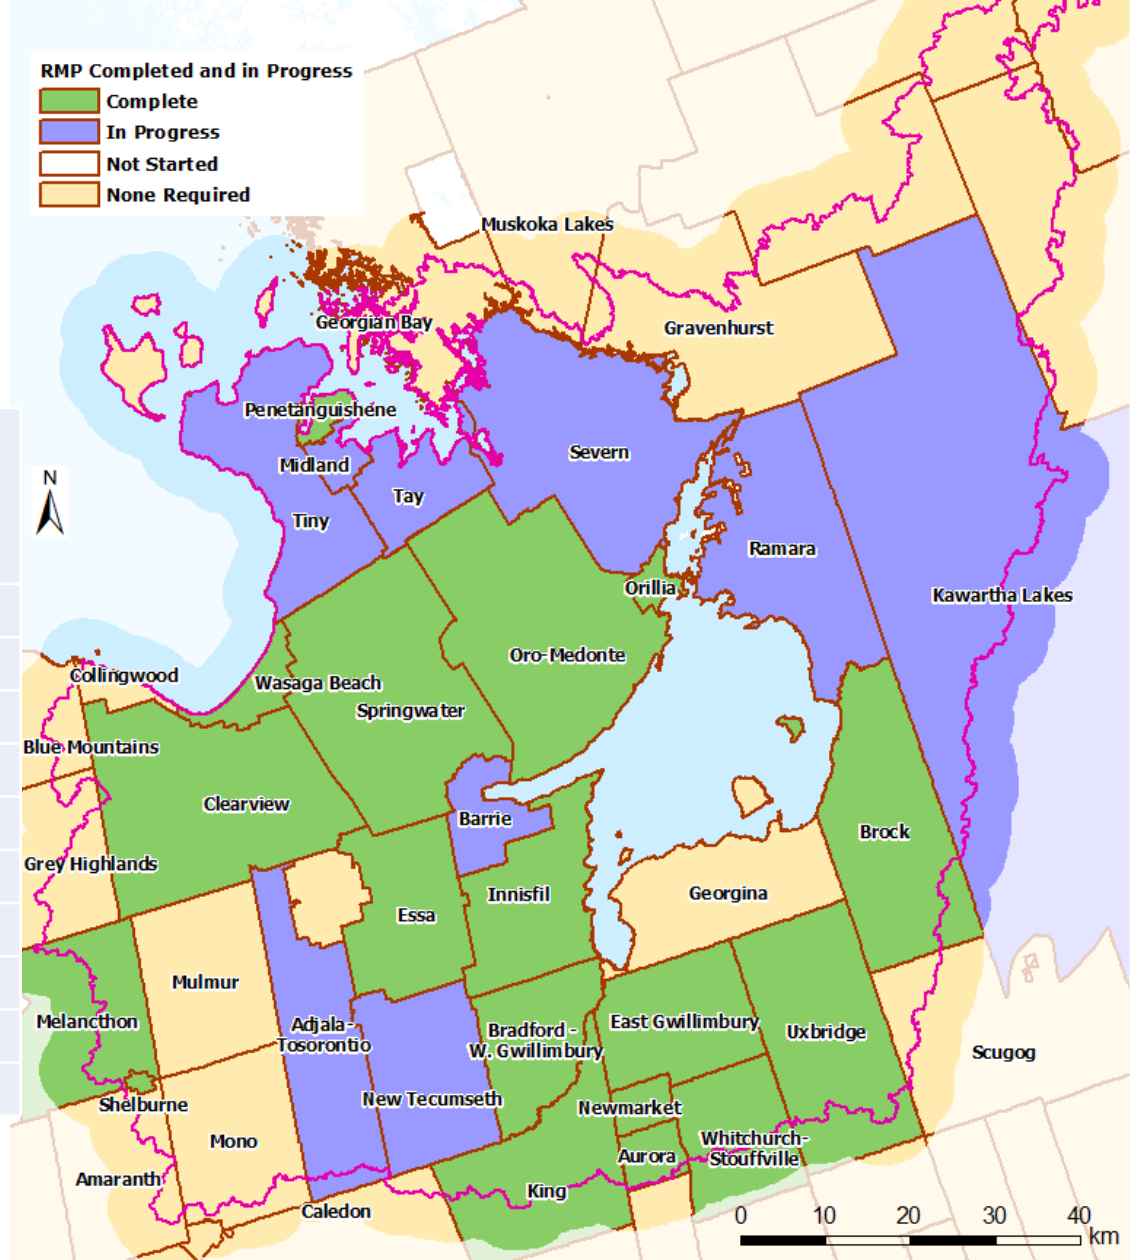 RMP Completed and in Progress
Complete
In Progress
Not Started
None Required
Muskoka Lakes
Georgian Bay
Gravenhurst
Penetanguishene
Severn
Midland
Tay
N
Tiny
Ramara
Orillia
Kawartha Lakes
Oro-Medonte
Collingwood
Wasaga Beach
Springwater
Blue Mountains
Clearview
Barrie
Brock
Grey Highlands
Innisfil
Georgina
Essa
Mulmur
Melancthon
Adjala-
Tosorontio
Bradford -
W. Gwillimbury
East Gwillimbury
Uxbridge
Scugog
Shelburne
New Tecumseth
Newmarket
Mono
Whitchurch-
Stouffville
Aurora
Amaranth
King
Caledon
0 10 20 30 40
km